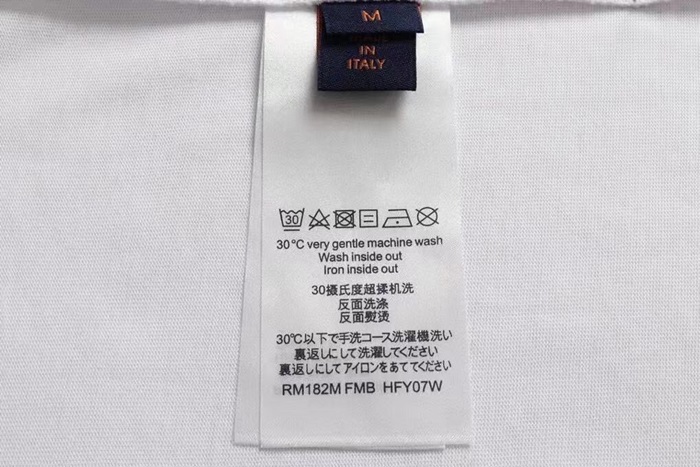 M
IN
ITALY
30
30°C very gentle machine wash
Wash inside out
Iron inside out
30摄氏度超揉机洗
反面洗涤
反面熨烫
30℃以下で手洗コース洗濯機洗い
裏返しにして洗濯してください
裏返しにしてアイロンをあててください
RM182M FMB HFY07W